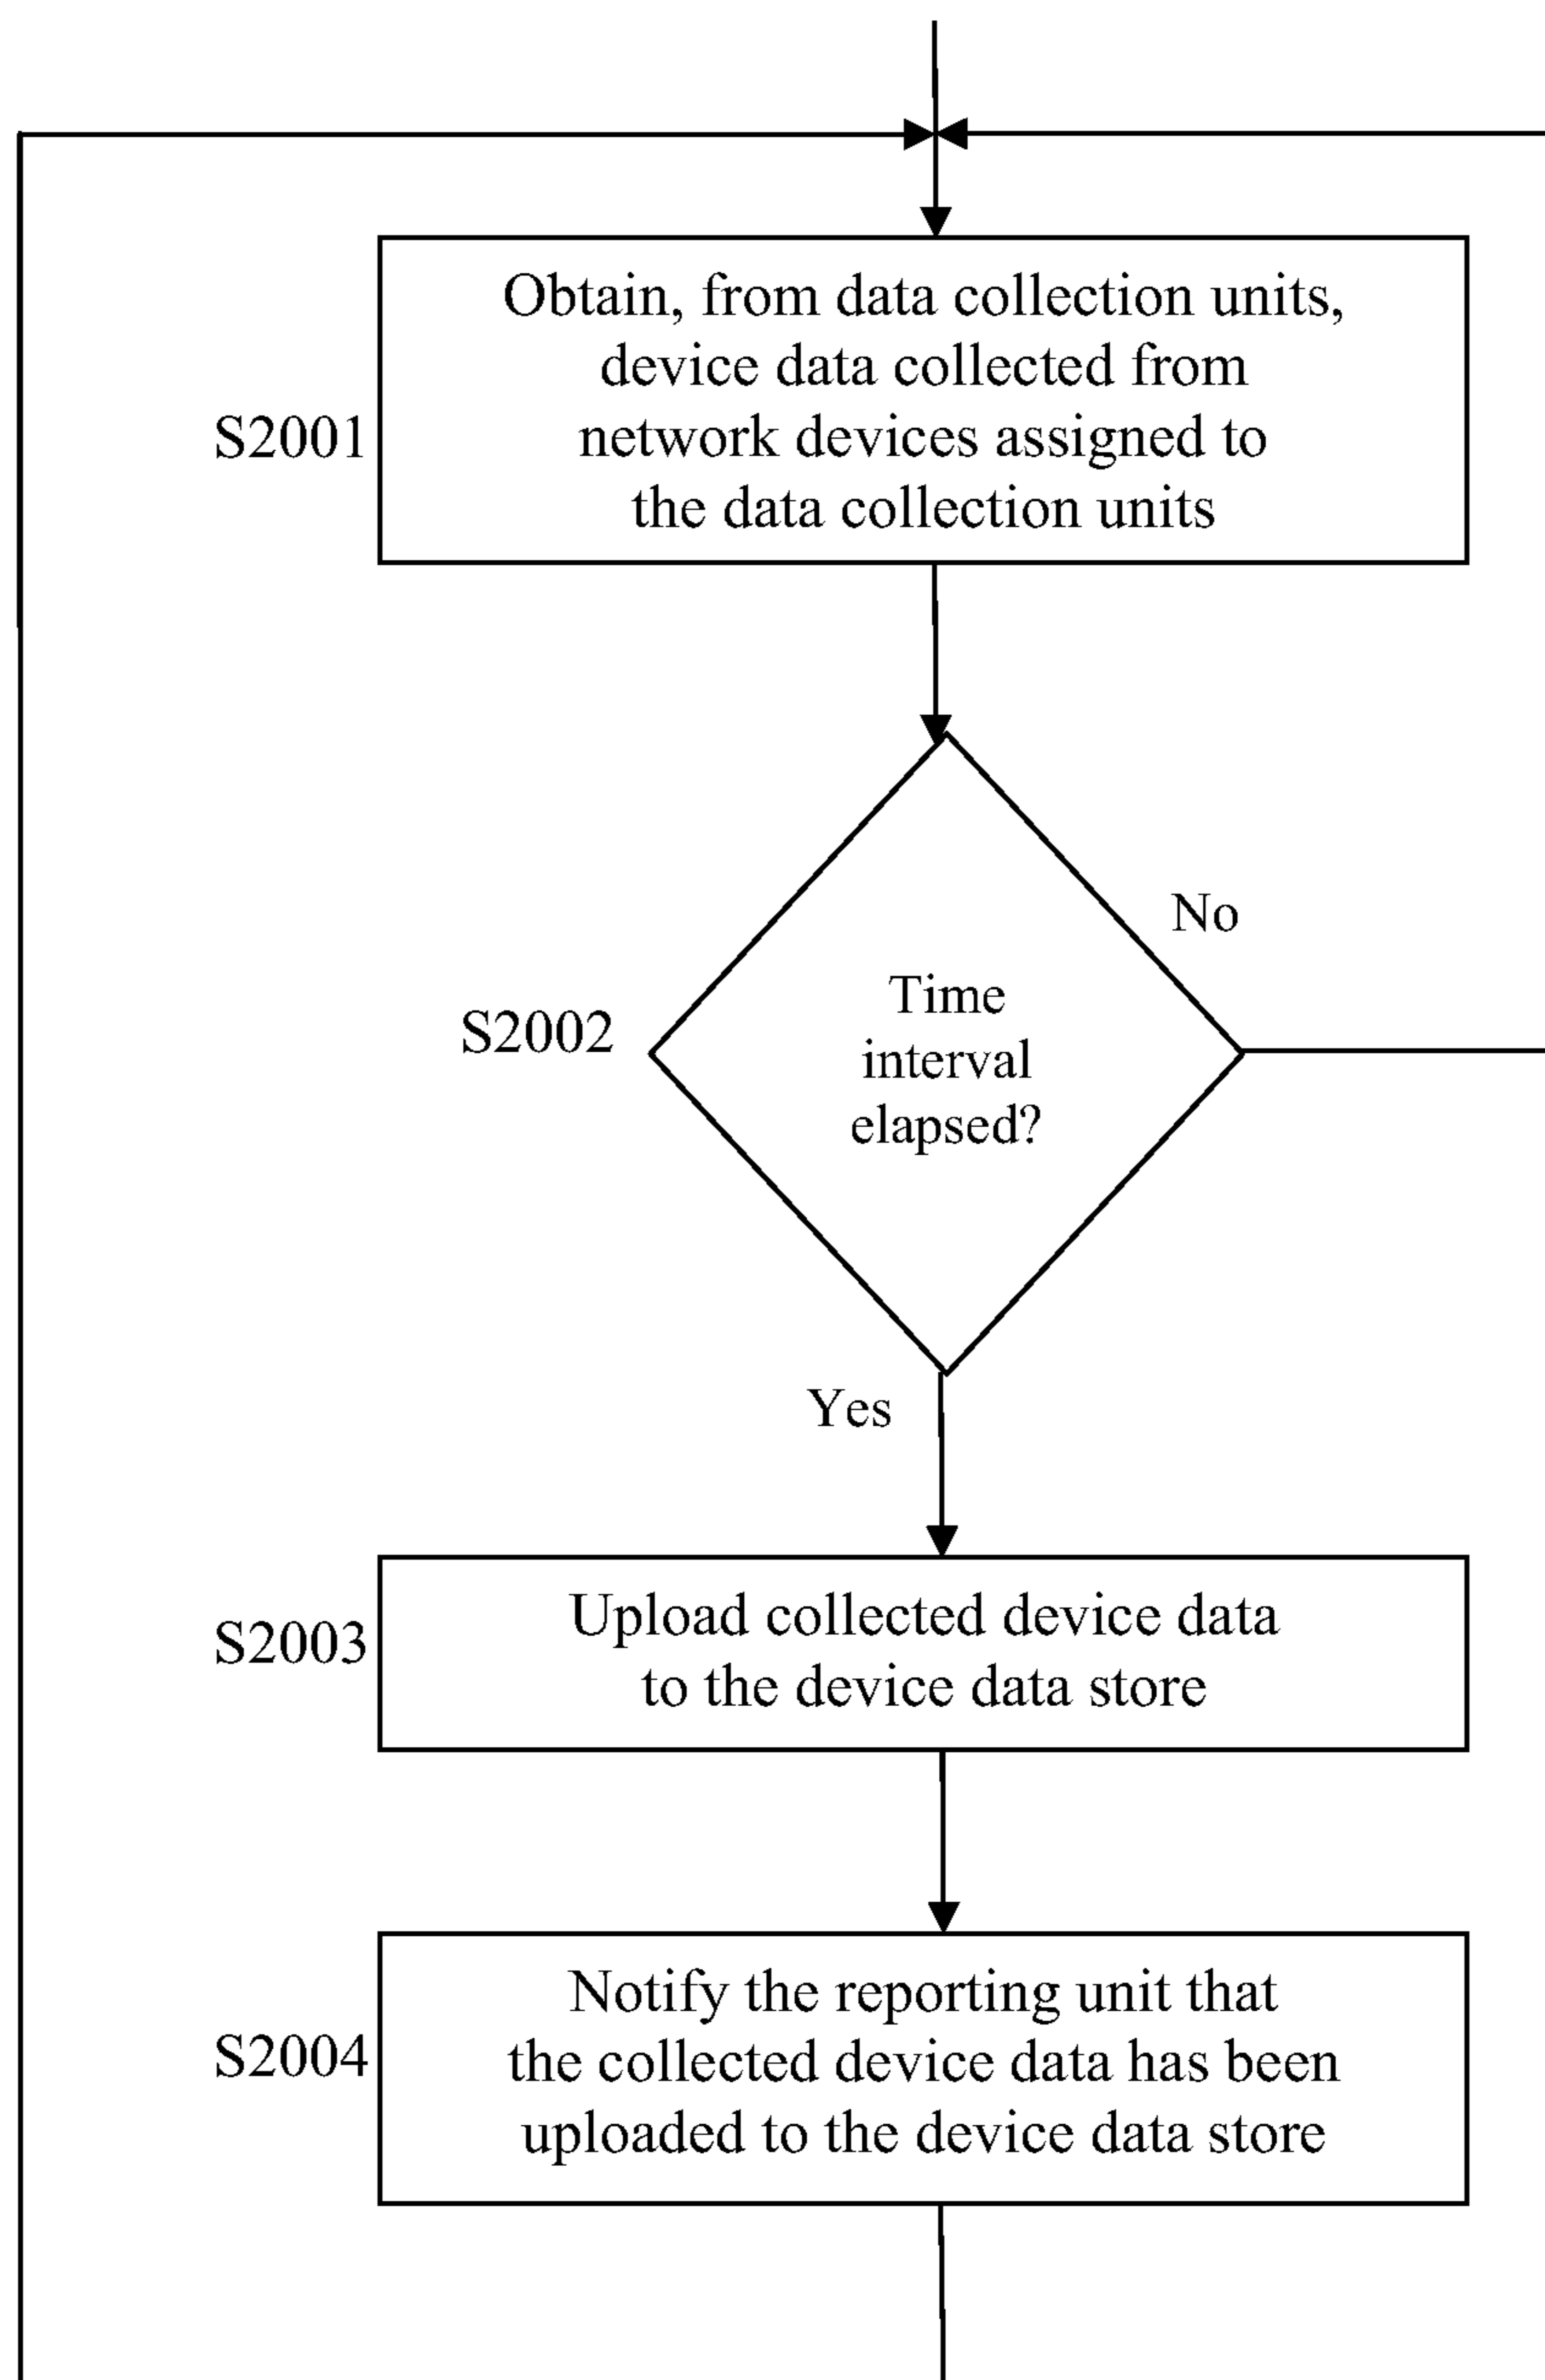 Obtain, from data collection units,
device data collected from
network devices assigned to
the data collection units
S2001
No
Time
interval
elapsed?
S2002
Yes
Upload collected device data
to the device data store
S2003
Notify the reporting unit that
the collected device data has been
uploaded to the device data store
S2004